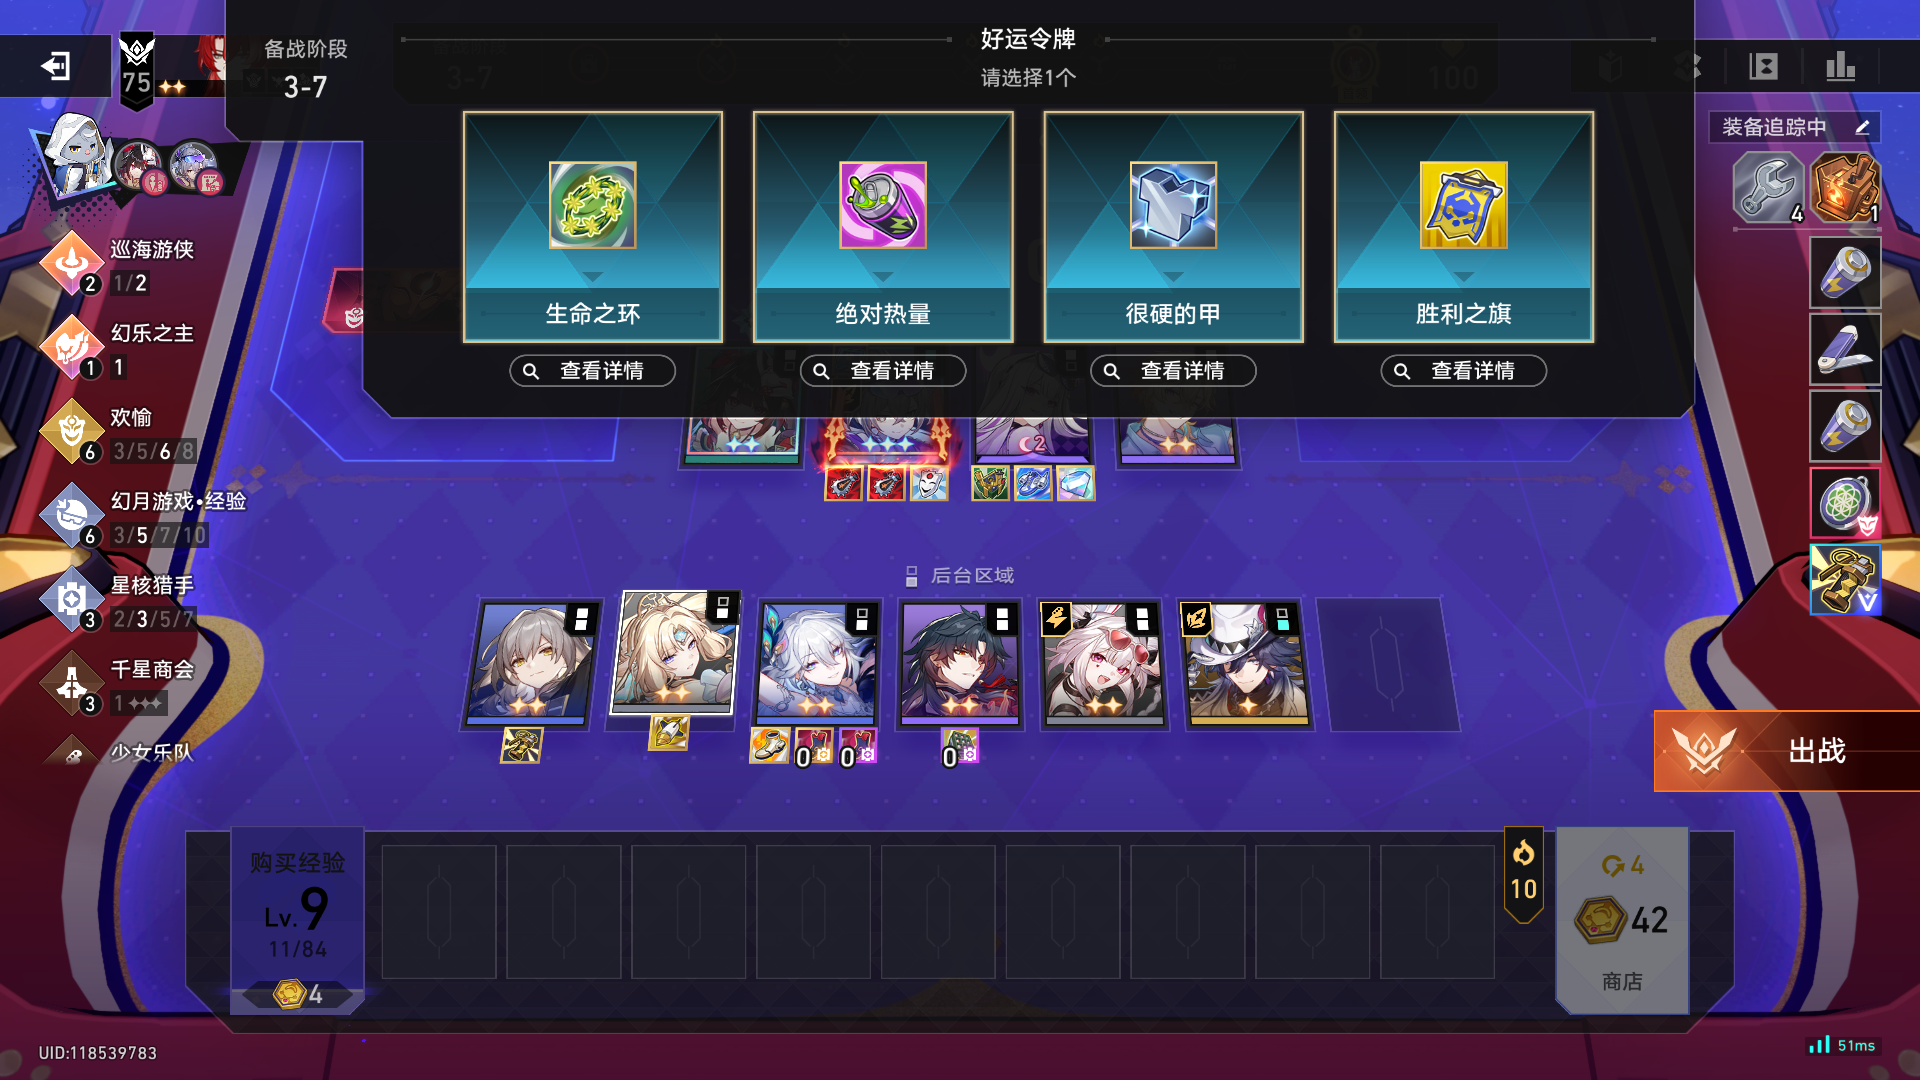 备战阶段
3-7
好运令牌
请选择1个
75
100
生命之环
绝对热量
很硬的甲
胜利之旗
查看详情
查看详情
查看详情
查看详情
装备追踪中
4
1
巡海游侠
2
1/2
幻乐之主
1
1
欢愉
6
3/5/6/8
幻月游戏•经验
6
3/5/7/10
星核猎手
3
2/3/5/7
千星商会
3
1
少女乐队
2
后台区域
0
0
0
出战
购买经验
Lv.9
11/84
4
10
4
42
商店
UID:118539783
51ms